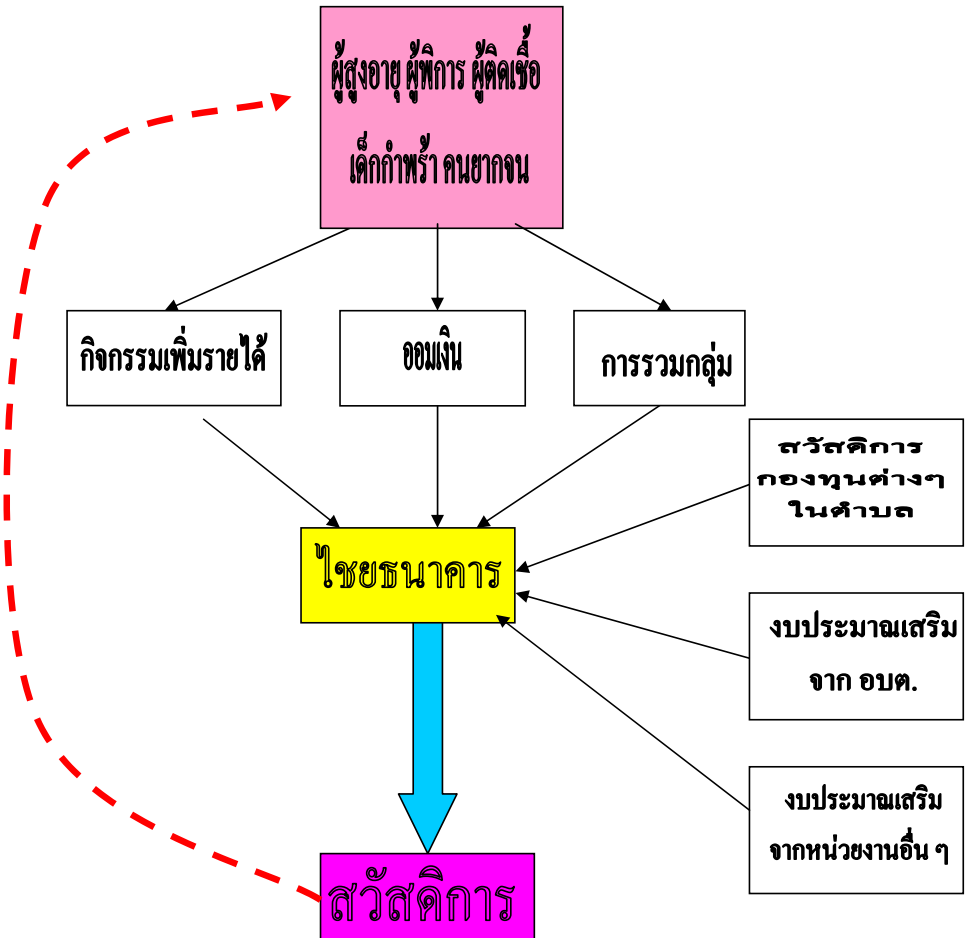 ผู้สูงอายุ ผู้พิการ ผู้ติดเชื้อ
เด็กกำพร้า คนยากจน
กิจกรรมเพิ่มรายได้
ออมเงิน
การรวมกลุ่ม
สวัสดิการ
กองทุนต่างๆ
ในตำบล
ไชยธนาคาร
งบประมาณเสริม
จาก อบต.
งบประมาณเสริม
จากหน่วยงานอื่น ๆ
สวัสดิการ